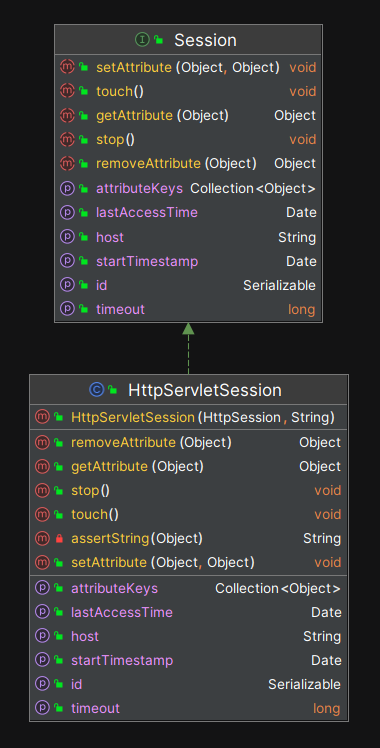 Session
setAttribute(Object, Object) void
touch() void
getAttribute(Object) Object
stop() void
removeAttribute(Object) Object
attributeKeys Collection<Object>
lastAccessTime Date
host String
startTimestamp Date
id Serializable
timeout long
HttpServletSession
HttpServletSession(HttpSession, String)
removeAttribute(Object) Object
getAttribute(Object) Object
stop() void
touch() void
assertString(Object) String
setAttribute(Object, Object) void
attributeKeys Collection<Object>
lastAccessTime Date
host String
startTimestamp Date
id Serializable
timeout long